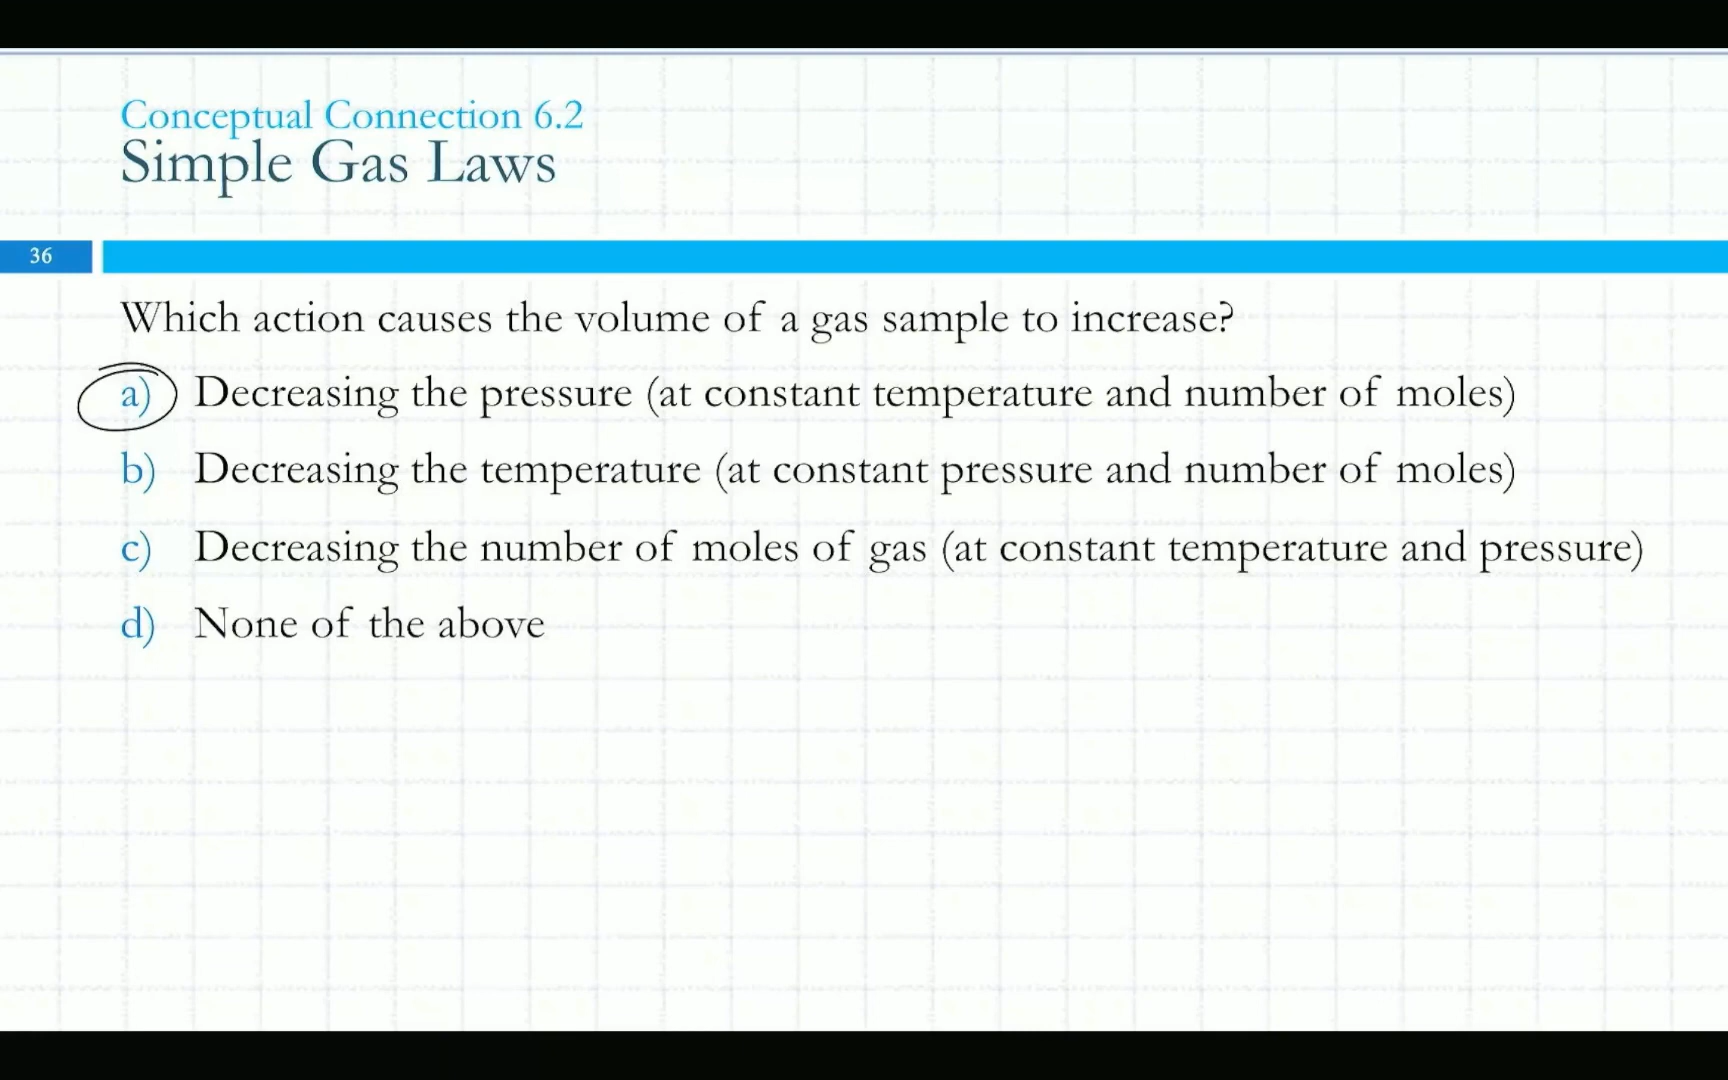 Conceptual Connection 6.2
Simple Gas Laws
36
Which action causes the volume of a gas sample to increase?
a) Decreasing the pressure (at constant temperature and number of moles)
b) Decreasing the temperature (at constant pressure and number of moles)
c) Decreasing the number of moles of gas (at constant temperature and pressure)
d) None of the above